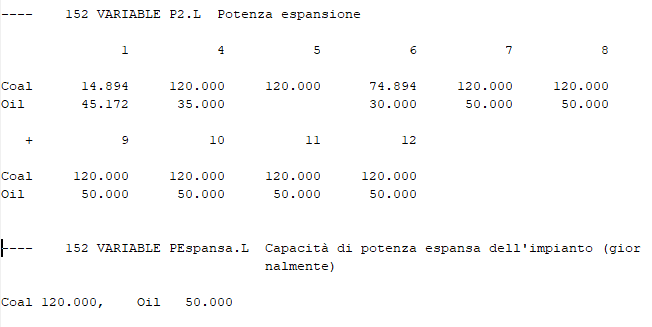 ----    152 VARIABLE P2.L  Potenza espansione
               1           4           5           6           7           8
Coal      14.894     120.000     120.000      74.894     120.000     120.000
Oil       45.172      35.000                  30.000      50.000      50.000
   +           9          10          11          12
Coal     120.000     120.000     120.000     120.000
Oil       50.000      50.000      50.000      50.000
----    152 VARIABLE PEspansa.L  Capacità di potenza espansa dell'impianto (gior
                                 nalmente)
Coal 120.000,    Oil   50.000